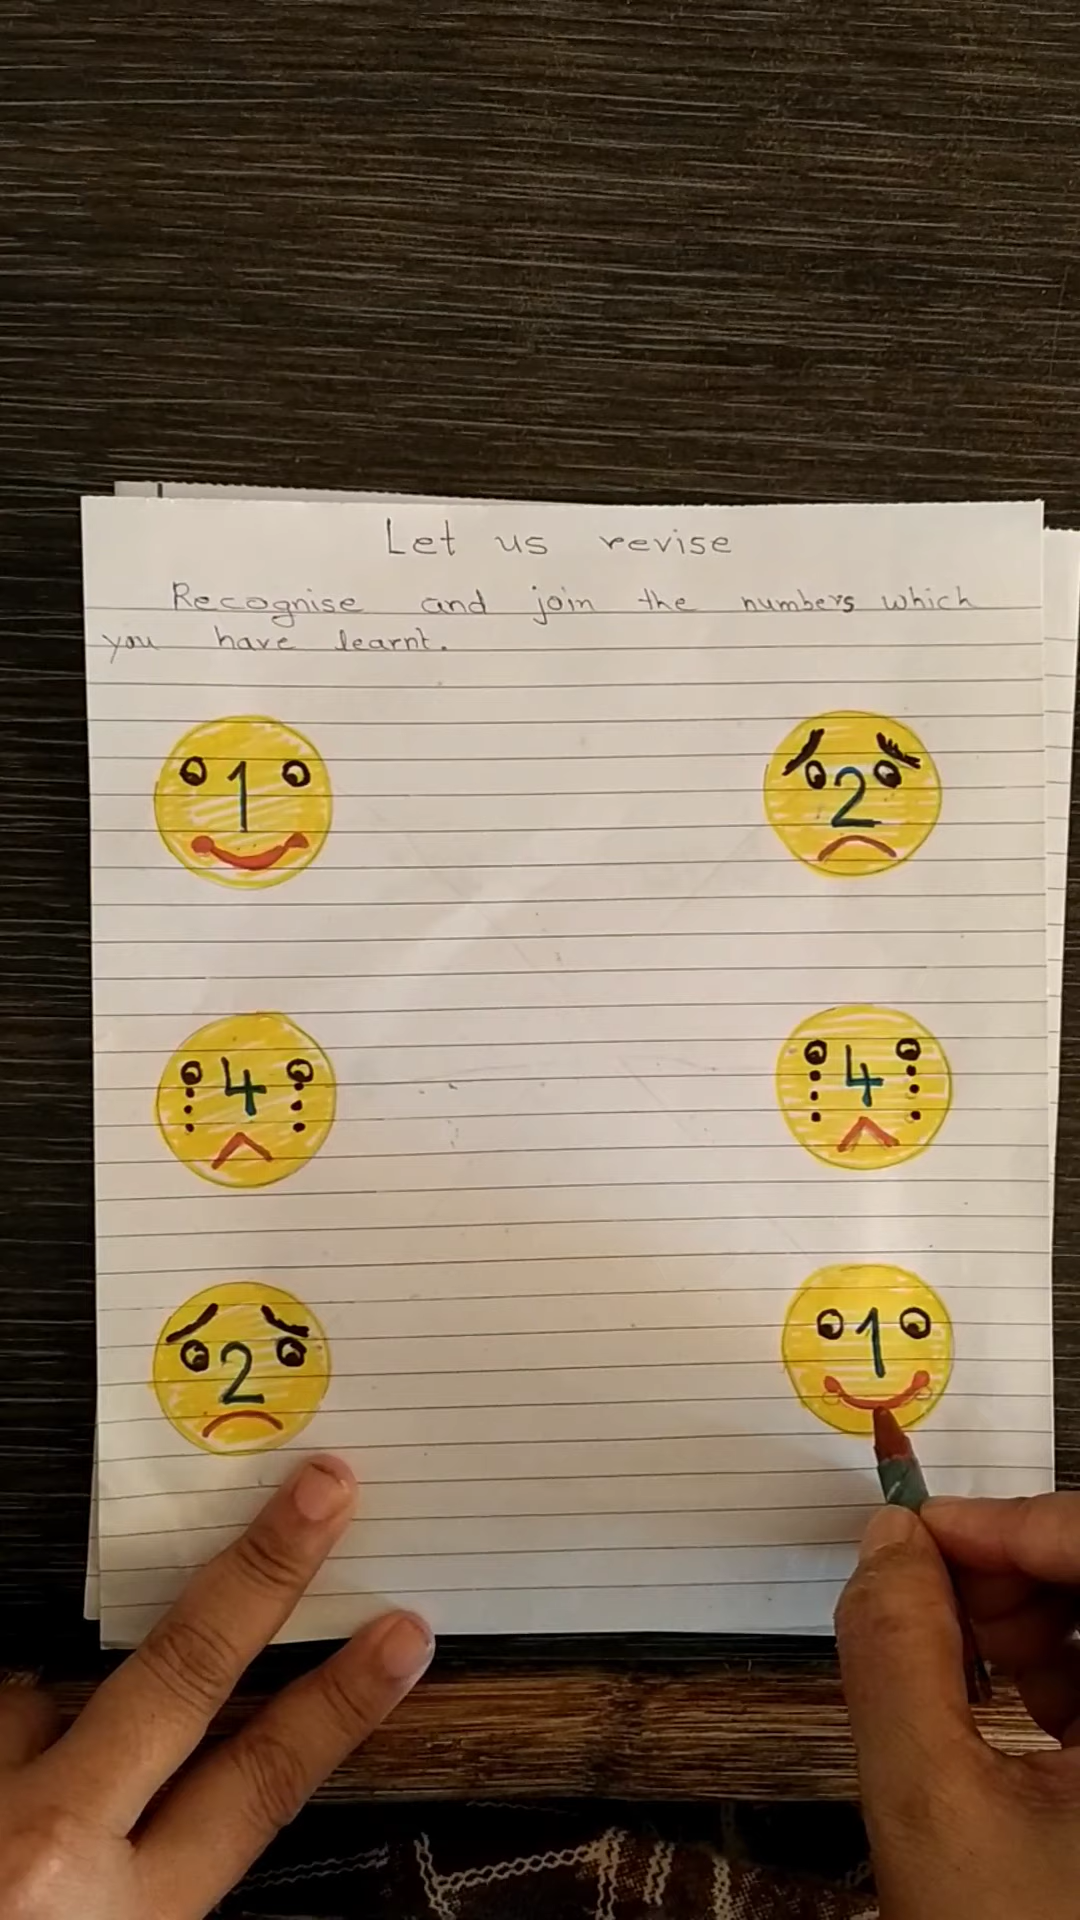 Let us revise
Recognise and join the numbers which
you have learnt.
1 2
4 4
2 1